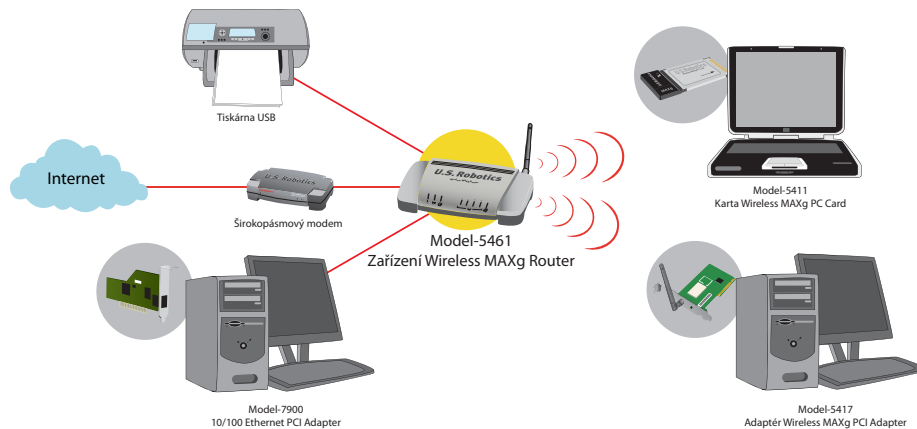 Tiskárna USB
Internet
U.S. Robotics
Širokopásmový modem
Model-5461
Zařízení Wireless MAXg Router
Model-5411
Karta Wireless MAXg PC Card
Model-7900
10/100 Ethernet PCI Adapter
Model-5417
Adaptér Wireless MAXg PCI Adapter